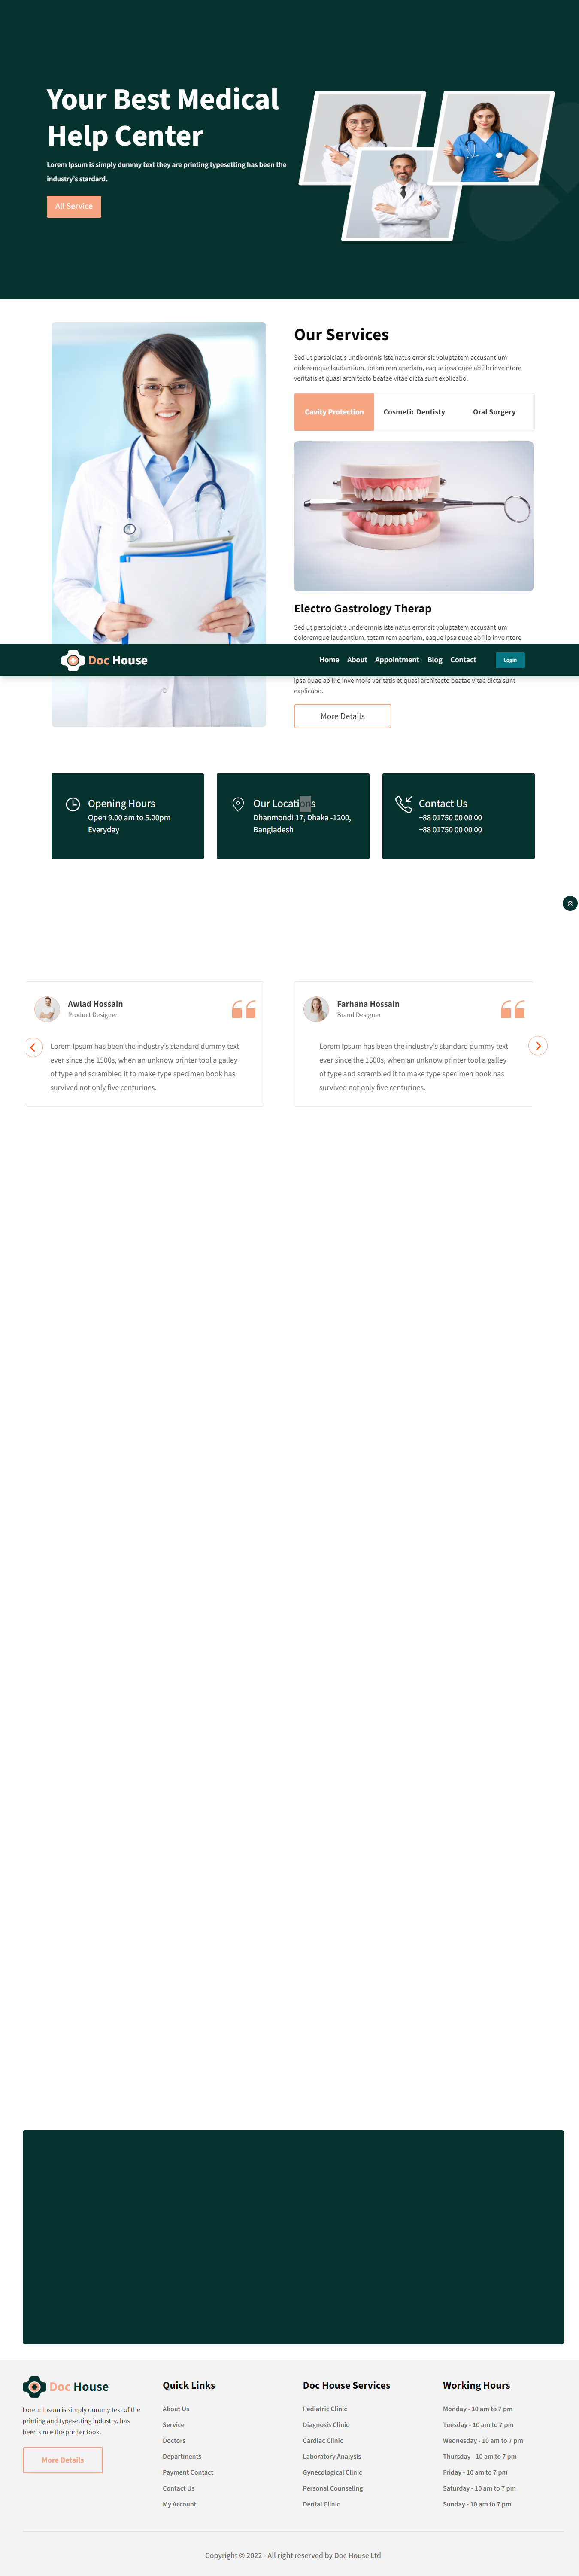 Your Best Medical
Help Center
Lorem Ipsum is simply dummy text they are printing typesetting has been the
industry's stardard.
All Service
Our Services
Sed ut perspiciatis unde omnis iste natus error sit voluptatem accusantium
doloremque laudantium, totam rem aperiam, eaque ipsa quae ab illo inve ntore
veritatis et quasi architecto beatae vitae dicta sunt explicabo.
Cavity Protection
Cosmetic Dentisty
Oral Surgery
Electro Gastrology Therap
Sed ut perspiciatis unde omnis iste natus error sit voluptatem accusantium
doloremque laudantium, totam rem aperiam, eaque ipsa quae ab illo inve ntore
Doc House
Home
About
Appointment
Blog
Contact
Login
ipsa quae ab illo inve ntore veritatis et quasi architecto beatae vitae dicta sunt
explicabo.
More Details
Opening Hours
Open 9.00 am to 5.00pm
Everyday
Our Locations
Dhanmondi 17, Dhaka -1200,
Bangladesh
Contact Us
+88 01750 00 00 00
+88 01750 00 00 00
Awlad Hossain
Product Designer
Lorem Ipsum has been the industry's standard dummy text
ever since the 1500s, when an unknow printer tool a galley
of type and scrambled it to make type specimen book has
survived not only five centurines.
Farhana Hossain
Brand Designer
Lorem Ipsum has been the industry's standard dummy text
ever since the 1500s, when an unknow printer tool a galley
of type and scrambled it to make type specimen book has
survived not only five centurines.
Doc House
Lorem Ipsum is simply dummy text of the
printing and typesetting industry. has
been since the printer took.
More Details
Quick Links
About Us
Service
Doctors
Departments
Payment Contact
Contact Us
My Account
Doc House Services
Pediatric Clinic
Diagnosis Clinic
Cardiac Clinic
Laboratory Analysis
Gynecological Clinic
Personal Counseling
Dental Clinic
Working Hours
Monday - 10 am to 7 pm
Tuesday - 10 am to 7 pm
Wednesday - 10 am to 7 pm
Thursday - 10 am to 7 pm
Friday - 10 am to 7 pm
Saturday - 10 am to 7 pm
Sunday - 10 am to 7 pm
Copyright © 2022 - All right reserved by Doc House Ltd